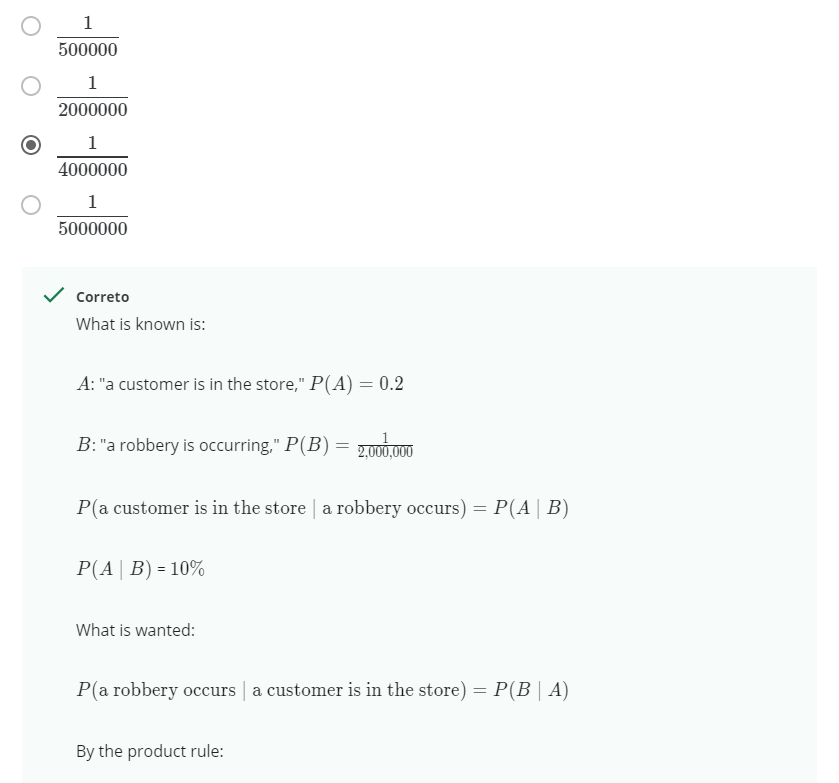 1
500000
1
2000000
1
4000000
1
5000000
Correto
What is known is:
A: "a customer is in the store," P(A) = 0.2
B: "a robbery is occurring," P(B) = 1/2,000,000
P(a customer is in the store | a robbery occurs) = P(A | B)
P(A | B) = 10%
What is wanted:
P(a robbery occurs | a customer is in the store) = P(B | A)
By the product rule: